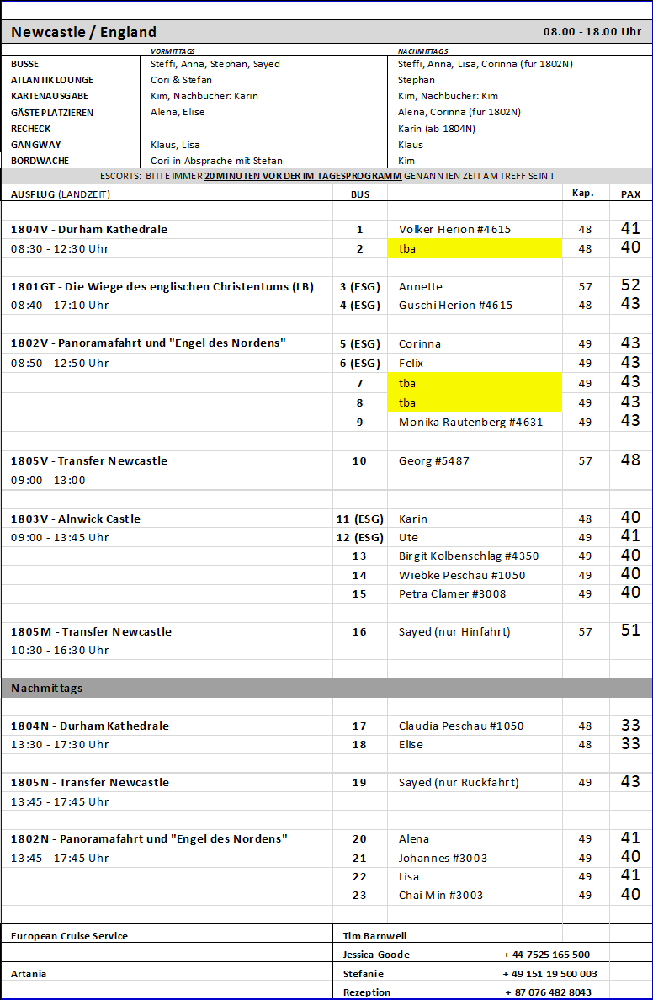 Newcastle / England 08.00 - 18.00 Uhr
VORMITTAGS NACHMITTAGS
BUSSE Steffi, Anna, Stephan, Sayed Steffi, Anna, Lisa, Corinna (für 1802N)
ATLANTIK LOUNGE Cori & Stefan Stephan
KARTENAUSGABE Kim, Nachbucher: Karin Kim, Nachbucher: Kim
GÄSTE PLATZIEREN Alena, Elise Alena, Corinna (für 1802N)
RECHECK Karin (ab 1804N)
GANGWAY Klaus, Lisa Klaus
BORDWACHE Cori in Absprache mit Stefan Kim
ESCORTS: BITTE IMMER 20 MINUTEN VOR DER IM TAGESPROGRAMM GENANNTEN ZEIT AM TREFF SEIN !
AUSFLUG (LANDZEIT) BUS Kap. PAX
1804V - Durham Kathedrale 1 Volker Herion #4615 48 41
08:30 - 12:30 Uhr 2 tba 48 40
1801GT - Die Wiege des englischen Christentums (LB) 3 (ESG) Annette 57 52
08:40 - 17:10 Uhr 4 (ESG) Guschi Herion #4615 48 43
1802V - Panoramafahrt und "Engel des Nordens" 5 (ESG) Corinna 49 43
08:50 - 12:50 Uhr 6 (ESG) Felix 49 43
7 tba 49 43
8 tba 49 43
9 Monika Rautenberg #4631 49 43
1805V - Transfer Newcastle 10 Georg #5487 57 48
09:00 - 13:00
1803V - Alnwick Castle 11 (ESG) Karin 48 40
09:00 - 13:45 Uhr 12 (ESG) Ute 49 41
13 Birgit Kolbenschlag #4350 49 40
14 Wiebke Peschau #1050 49 40
15 Petra Clamer #3008 49 40
1805M - Transfer Newcastle 16 Sayed (nur Hinfahrt) 57 51
10:30 - 16:30 Uhr
Nachmittags
1804N - Durham Kathedrale 17 Claudia Peschau #1050 48 33
13:30 - 17:30 Uhr 18 Elise 48 33
1805N - Transfer Newcastle 19 Sayed (nur Rückfahrt) 49 43
13:45 - 17:45 Uhr
1802N - Panoramafahrt und "Engel des Nordens" 20 Alena 49 41
13:45 - 17:45 Uhr 21 Johannes #3003 49 40
22 Lisa 49 41
23 Chai Min #3003 49 40
European Cruise Service Tim Barnwell
Jessica Goode + 44 7525 165 500
Artania Stefanie + 49 151 19 500 003
Rezeption + 87 076 482 8043